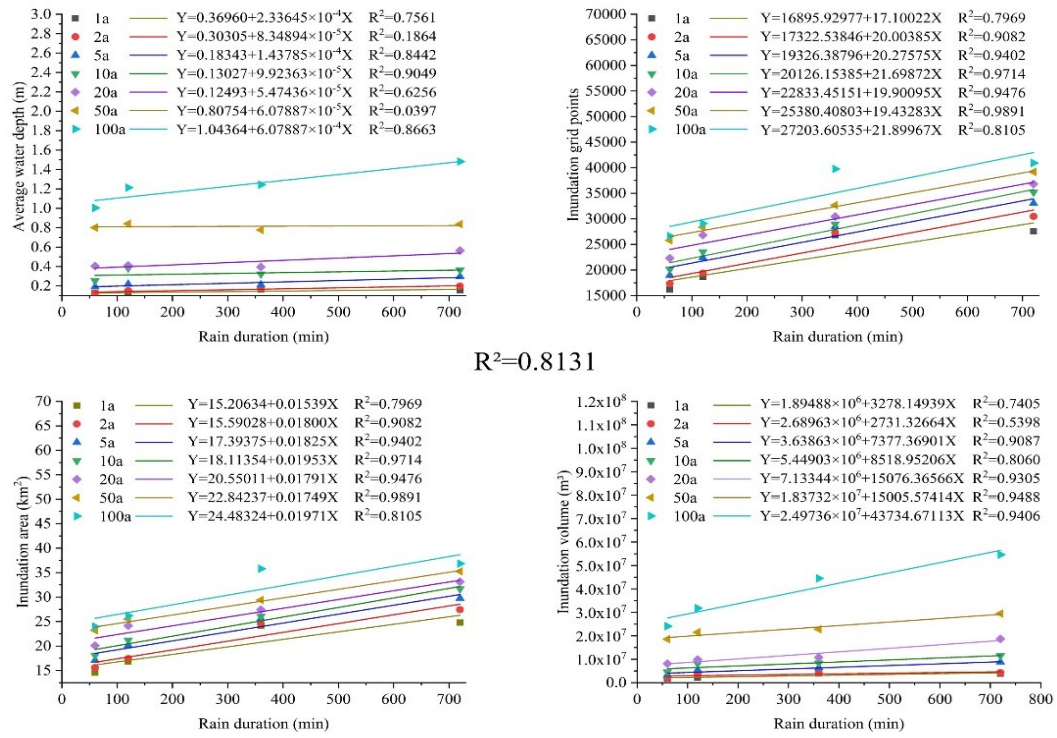 3.0
2.8
2.6
2.4
2.2
2.0
1.8
1.6
1.4
1.2
1.0
0.8
0.6
0.4
0.2
Average water depth (m)
1a Y=0.36960+2.33645×10⁻⁴X R²=0.7561
2a Y=0.30305+8.34894×10⁻⁵X R²=0.1864
5a Y=0.18343+1.43785×10⁻⁴X R²=0.8442
10a Y=0.13027+9.92363×10⁻⁵X R²=0.9049
20a Y=0.12493+5.47436×10⁻⁵X R²=0.6256
50a Y=0.80754+6.07887×10⁻⁵X R²=0.0397
100a Y=1.04364+6.07887×10⁻⁴X R²=0.8663
0 100 200 300 400 500 600 700
Rain duration (min)
70000
65000
60000
55000
50000
45000
40000
35000
30000
25000
20000
15000
Inundation grid points
1a Y=16895.92977+17.10022X R²=0.7969
2a Y=17322.53846+20.00385X R²=0.9082
5a Y=19326.38796+20.27575X R²=0.9402
10a Y=20126.15385+21.69872X R²=0.9714
20a Y=22833.45151+19.90095X R²=0.9476
50a Y=25380.40803+19.43283X R²=0.9891
100a Y=27203.60535+21.89967X R²=0.8105
0 100 200 300 400 500 600 700
Rain duration (min)
R²=0.8131
70
65
60
55
50
45
40
35
30
25
20
15
Inundation area (km²)
1a Y=15.20634+0.01539X R²=0.7969
2a Y=15.59028+0.01800X R²=0.9082
5a Y=17.39375+0.01825X R²=0.9402
10a Y=18.11354+0.01953X R²=0.9714
20a Y=20.55011+0.01791X R²=0.9476
50a Y=22.84237+0.01749X R²=0.9891
100a Y=24.48324+0.01971X R²=0.8105
0 100 200 300 400 500 600 700
Rain duration (min)
1.2x10⁸
1.1x10⁸
1.0x10⁸
9.0x10⁷
8.0x10⁷
7.0x10⁷
6.0x10⁷
5.0x10⁷
4.0x10⁷
3.0x10⁷
2.0x10⁷
1.0x10⁷
0.0
Inundation volume (m³)
1a Y=1.89488×10⁶+3278.14939X R²=0.7405
2a Y=2.68963×10⁶+2731.32664X R²=0.5398
5a Y=3.63863×10⁶+7377.36901X R²=0.9087
10a Y=5.44903×10⁶+8518.95206X R²=0.8060
20a Y=7.13344×10⁶+15076.36566X R²=0.9305
50a Y=1.83732×10⁷+15005.57414X R²=0.9488
100a Y=2.49736×10⁷+43734.67113X R²=0.9406
0 100 200 300 400 500 600 700 800
Rain duration (min)